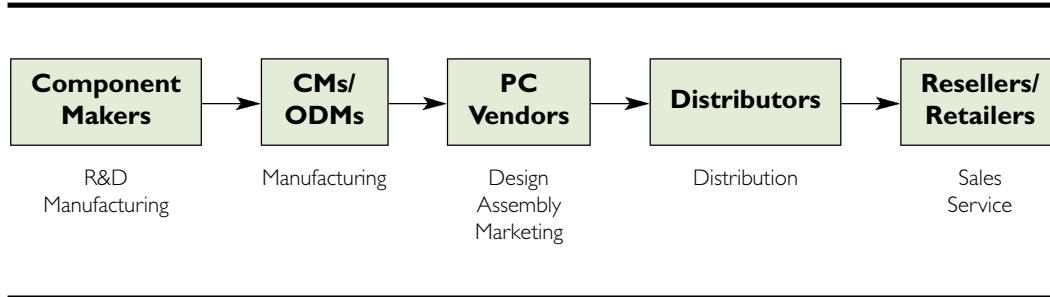 Component
Makers
CMs/
ODMs
PC
Vendors
Distributors
Resellers/
Retailers
R&D
Manufacturing
Manufacturing
Design
Assembly
Marketing
Distribution
Sales
Service